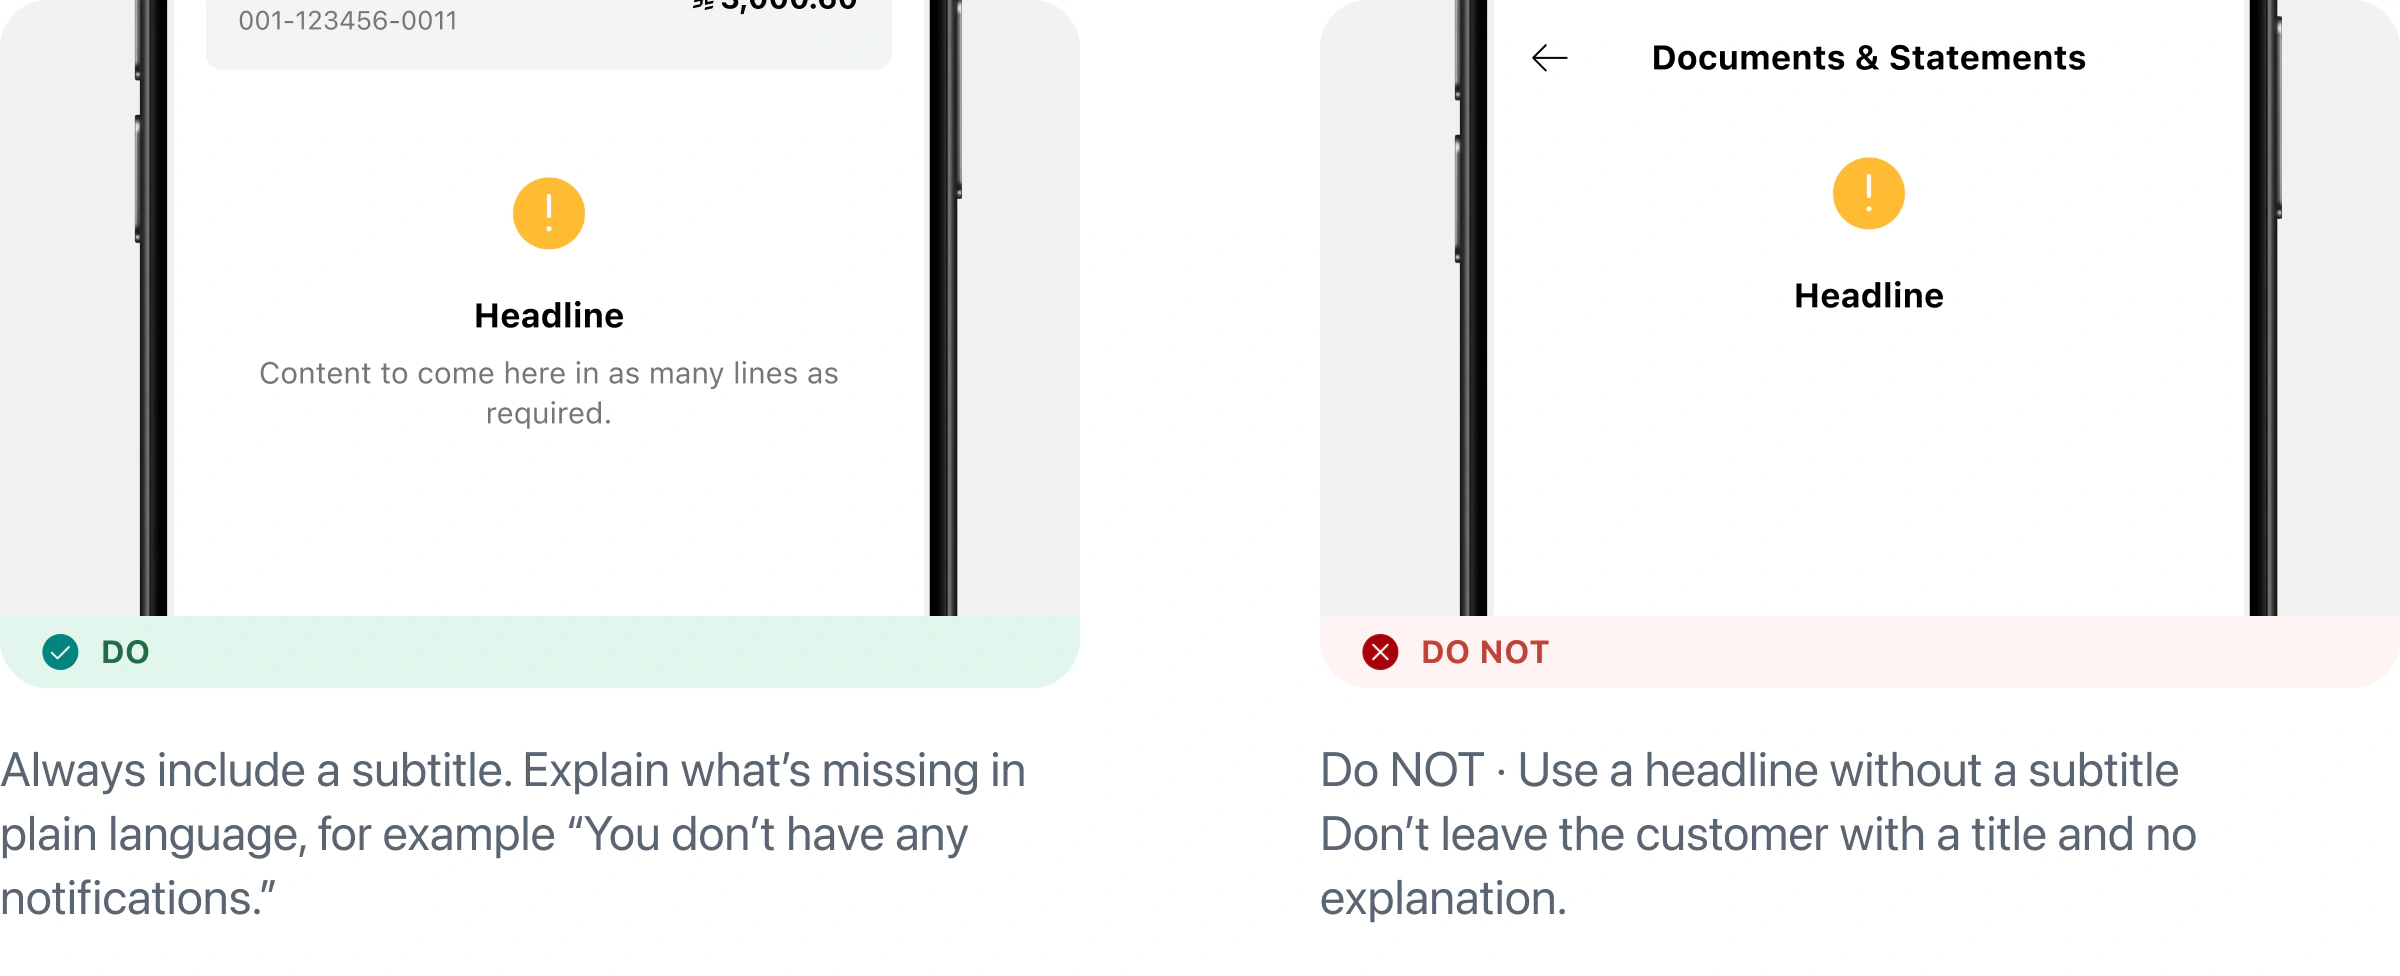 001-123456-0011
Headline
Content to come here in as many lines as
required.
DO
Always include a subtitle. Explain what’s missing in
plain language, for example “You don’t have any
notifications.”
Documents & Statements
Headline
DO NOT
Do NOT · Use a headline without a subtitle
Don’t leave the customer with a title and no
explanation.